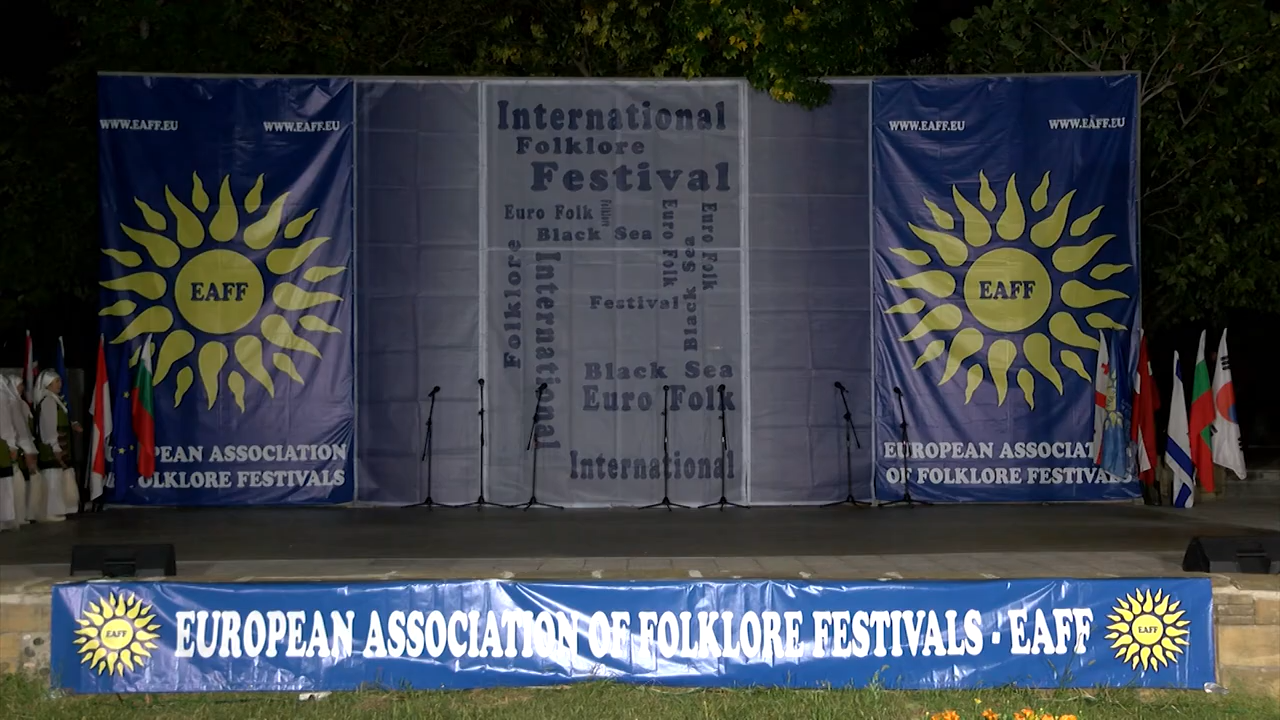 WWW.EAFF.EU WWW.EAFF.EU
EAFF
PEAN ASSOCIATION
OLKLORE FESTIVALS
International
Folklore
Festival
Euro Folk
Black Sea
Euro Folk
Euro Folk
Black Sea
Folklore
International
Festival
Black Sea
Euro Folk
International
WWW.EAFF.EU WWW.EAFF.EU
EAFF
EUROPEAN ASSOCIAT
OF FOLKLORE FESTIVALS
EAFF
EUROPEAN ASSOCIATION OF FOLKLORE FESTIVALS - EAFF
EAFF